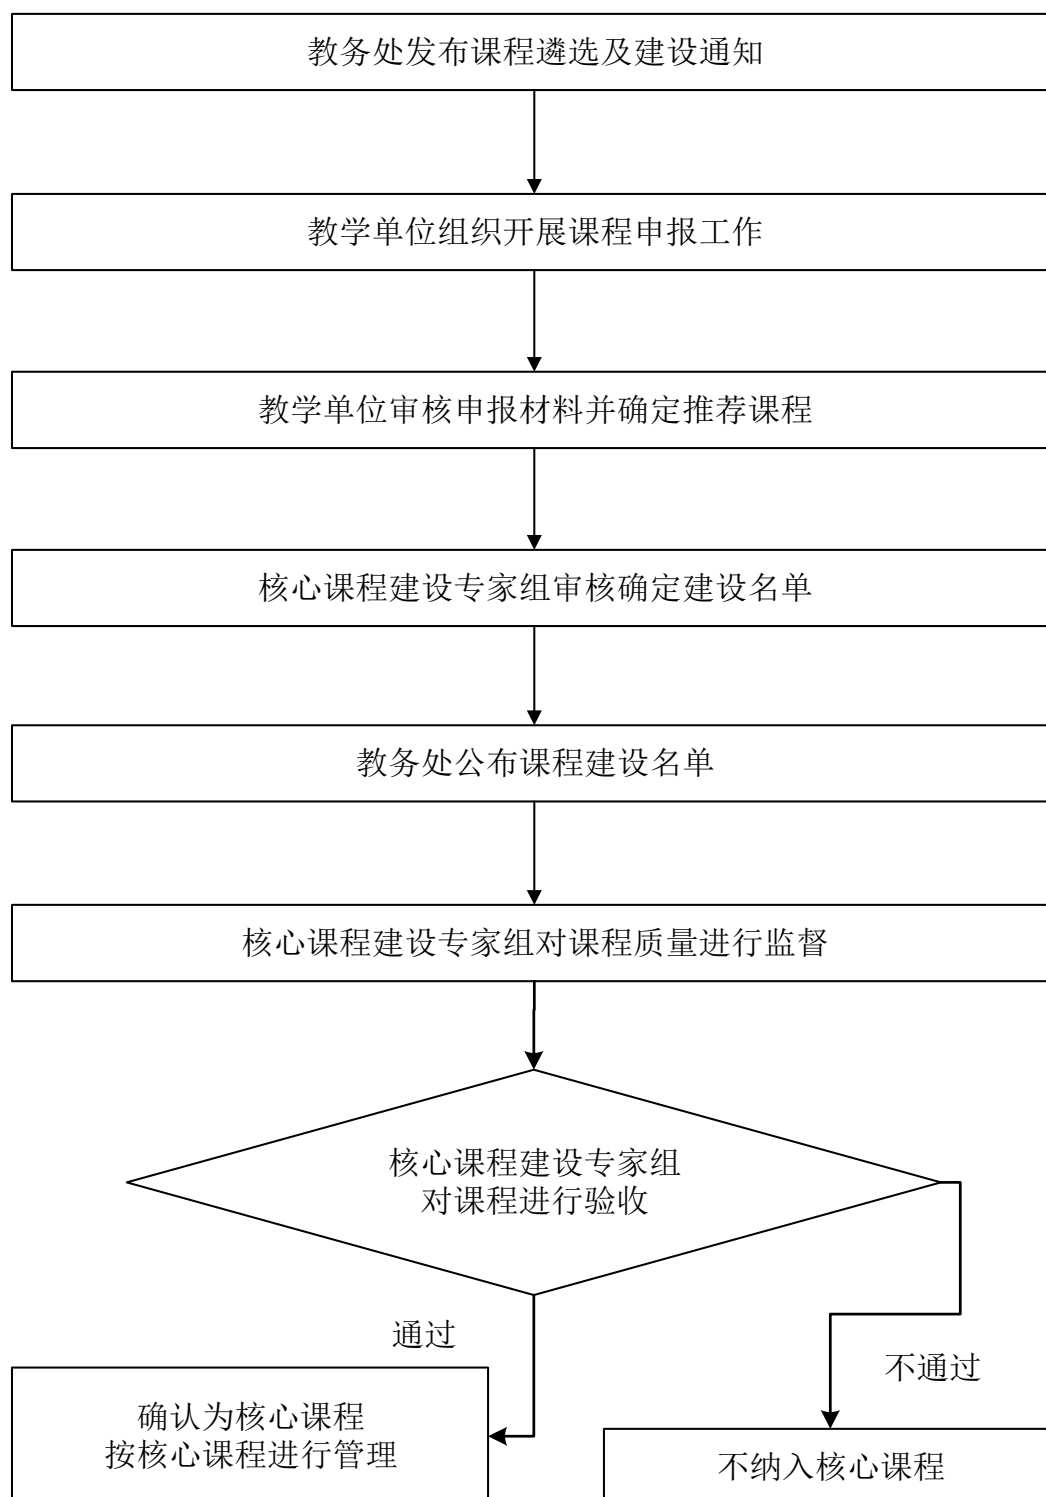 教务处发布课程遴选及建设通知
教学单位组织开展课程申报工作
教学单位审核申报材料并确定推荐课程
核心课程建设专家组审核确定建设名单
教务处公布课程建设名单
核心课程建设专家组对课程质量进行监督
核心课程建设专家组
对课程进行验收
通过
不通过
确认为核心课程
按核心课程进行管理
不纳入核心课程